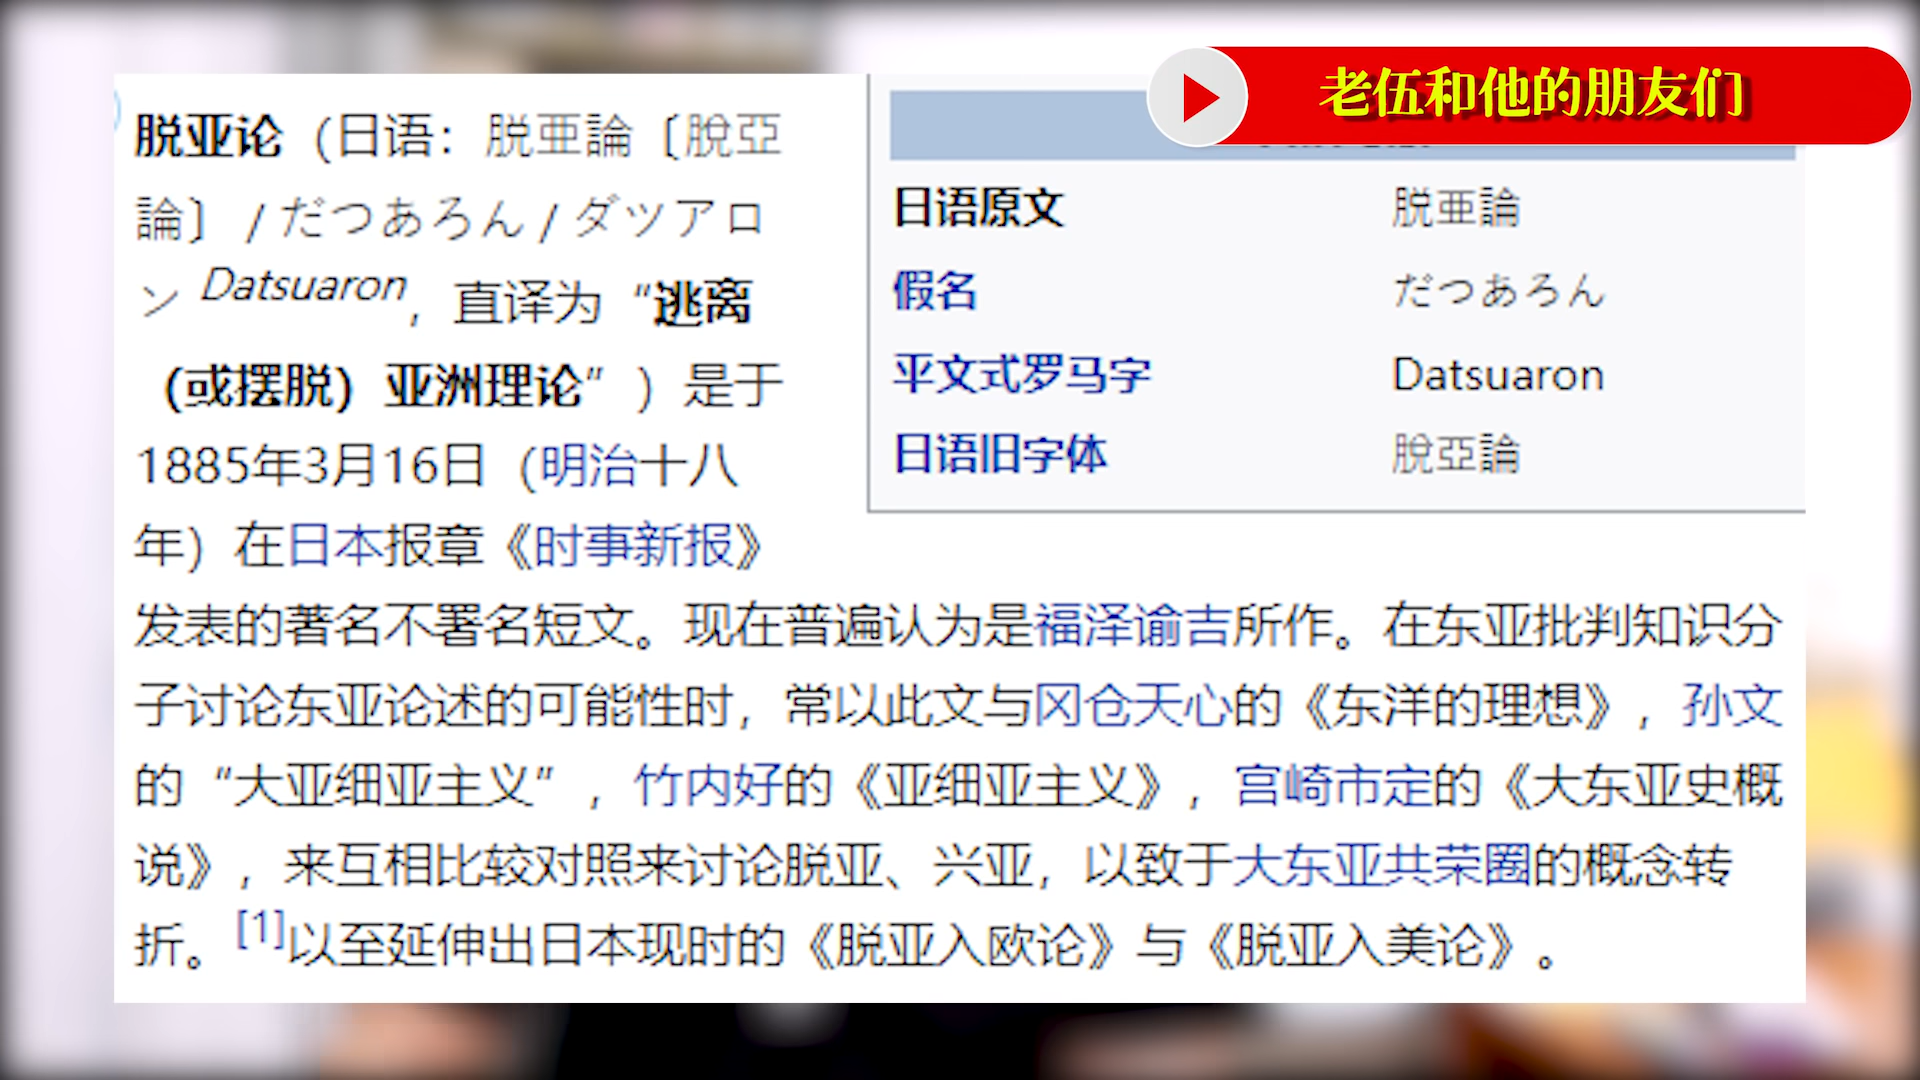 老伍和他的朋友们
脱亚论（日语：脱亜論〔脫亞
論〕 / だつあろん / ダツアロ
ン Datsuaron，直译为“逃离
（或摆脱）亚洲理论”）是于
1885年3月16日（明治十八
年）在日本报章《时事新报》
发表的著名不署名短文。现在普遍认为是福泽谕吉所作。在东亚批判知识分
子讨论东亚论述的可能性时，常以此文与冈仓天心的《东洋的理想》，孙文
的“大亚细亚主义”，竹内好的《亚细亚主义》，宫崎市定的《大东亚史概
说》，来互相比较对照来讨论脱亚、兴亚，以致于大东亚共荣圈的概念转
折。[1]以至延伸出日本现时的《脱亚入欧论》与《脱亚入美论》。
日语原文 脱亜論
假名 だつあろん
平文式罗马字 Datsuaron
日语旧字体 脫亞論